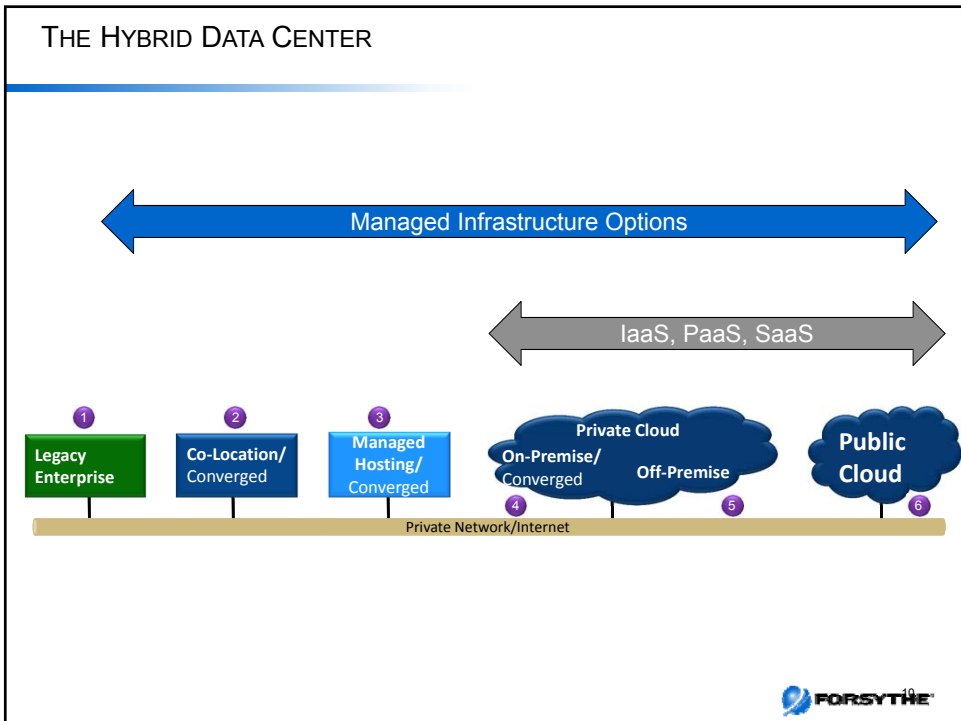 THE HYBRID DATA CENTER
Managed Infrastructure Options
IaaS, PaaS, SaaS
1
2
3
Legacy
Enterprise
Co-Location/
Converged
Managed
Hosting/
Converged
Private Cloud
On-Premise/
Converged
Off-Premise
Public
Cloud
4
5
6
Private Network/Internet
19
FORSYTHE